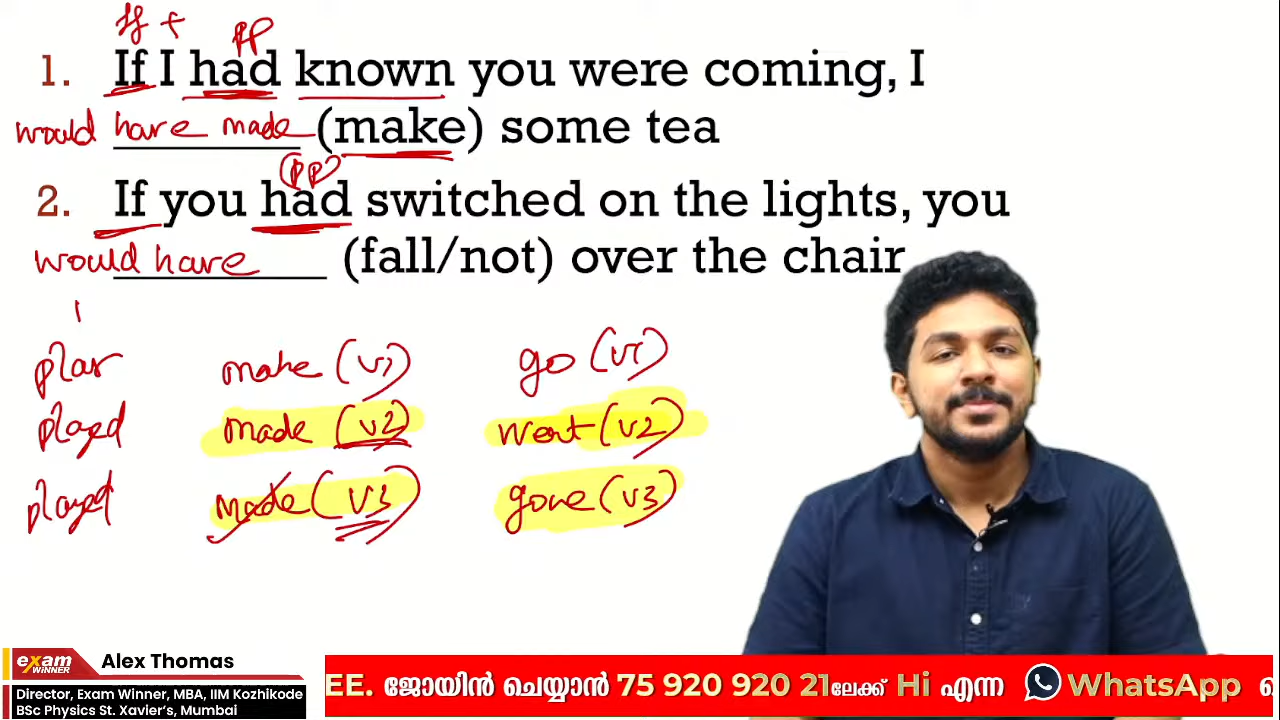 If + pp
1. If I had known you were coming, I
would have made (make) some tea
(pp)
2. If you had switched on the lights, you
would have (fall/not) over the chair
play make (v1) go (v1)
played made (v2) went (v2)
played made (v3) gone (v3)
exam WINNER Alex Thomas
Director, Exam Winner, MBA, IIM Kozhikode
BSc Physics St. Xavier's, Mumbai
EE. ജോയിൻ ചെയ്യാൻ 75 920 920 21ലേക്ക് Hi എന്ന WhatsApp